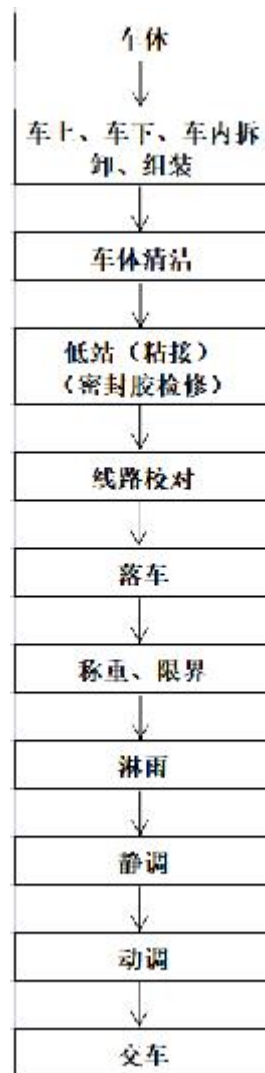 车体
车上、车下、车内拆
卸、组装
车体清洁
低站（粘接）
（密封胶检修）
线路校对
落车
称重、限界
淋雨
静调
动调
交车